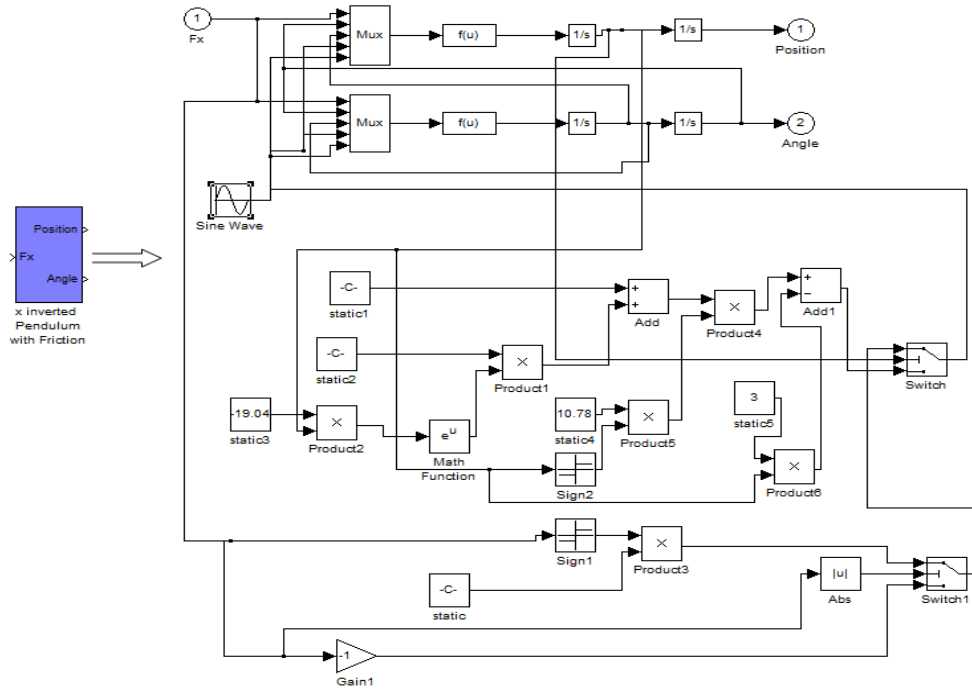 1
Fx
Mux
f(u)
1/s
1/s
1
Position
Mux
f(u)
1/s
1/s
2
Angle
Sine Wave
Position
Fx
Angle
x inverted
Pendulum
with Friction
-C-
static1
+
+
Add
×
Product4
+
−
Add1
-C-
static2
×
Product1
Switch
-19.04
static3
×
Product2
eu
Math
Function
10.78
static4
×
Product5
3
static5
Sign2
×
Product6
Sign1
×
Product3
-C-
static
|u|
Abs
Switch1
-1
Gain1